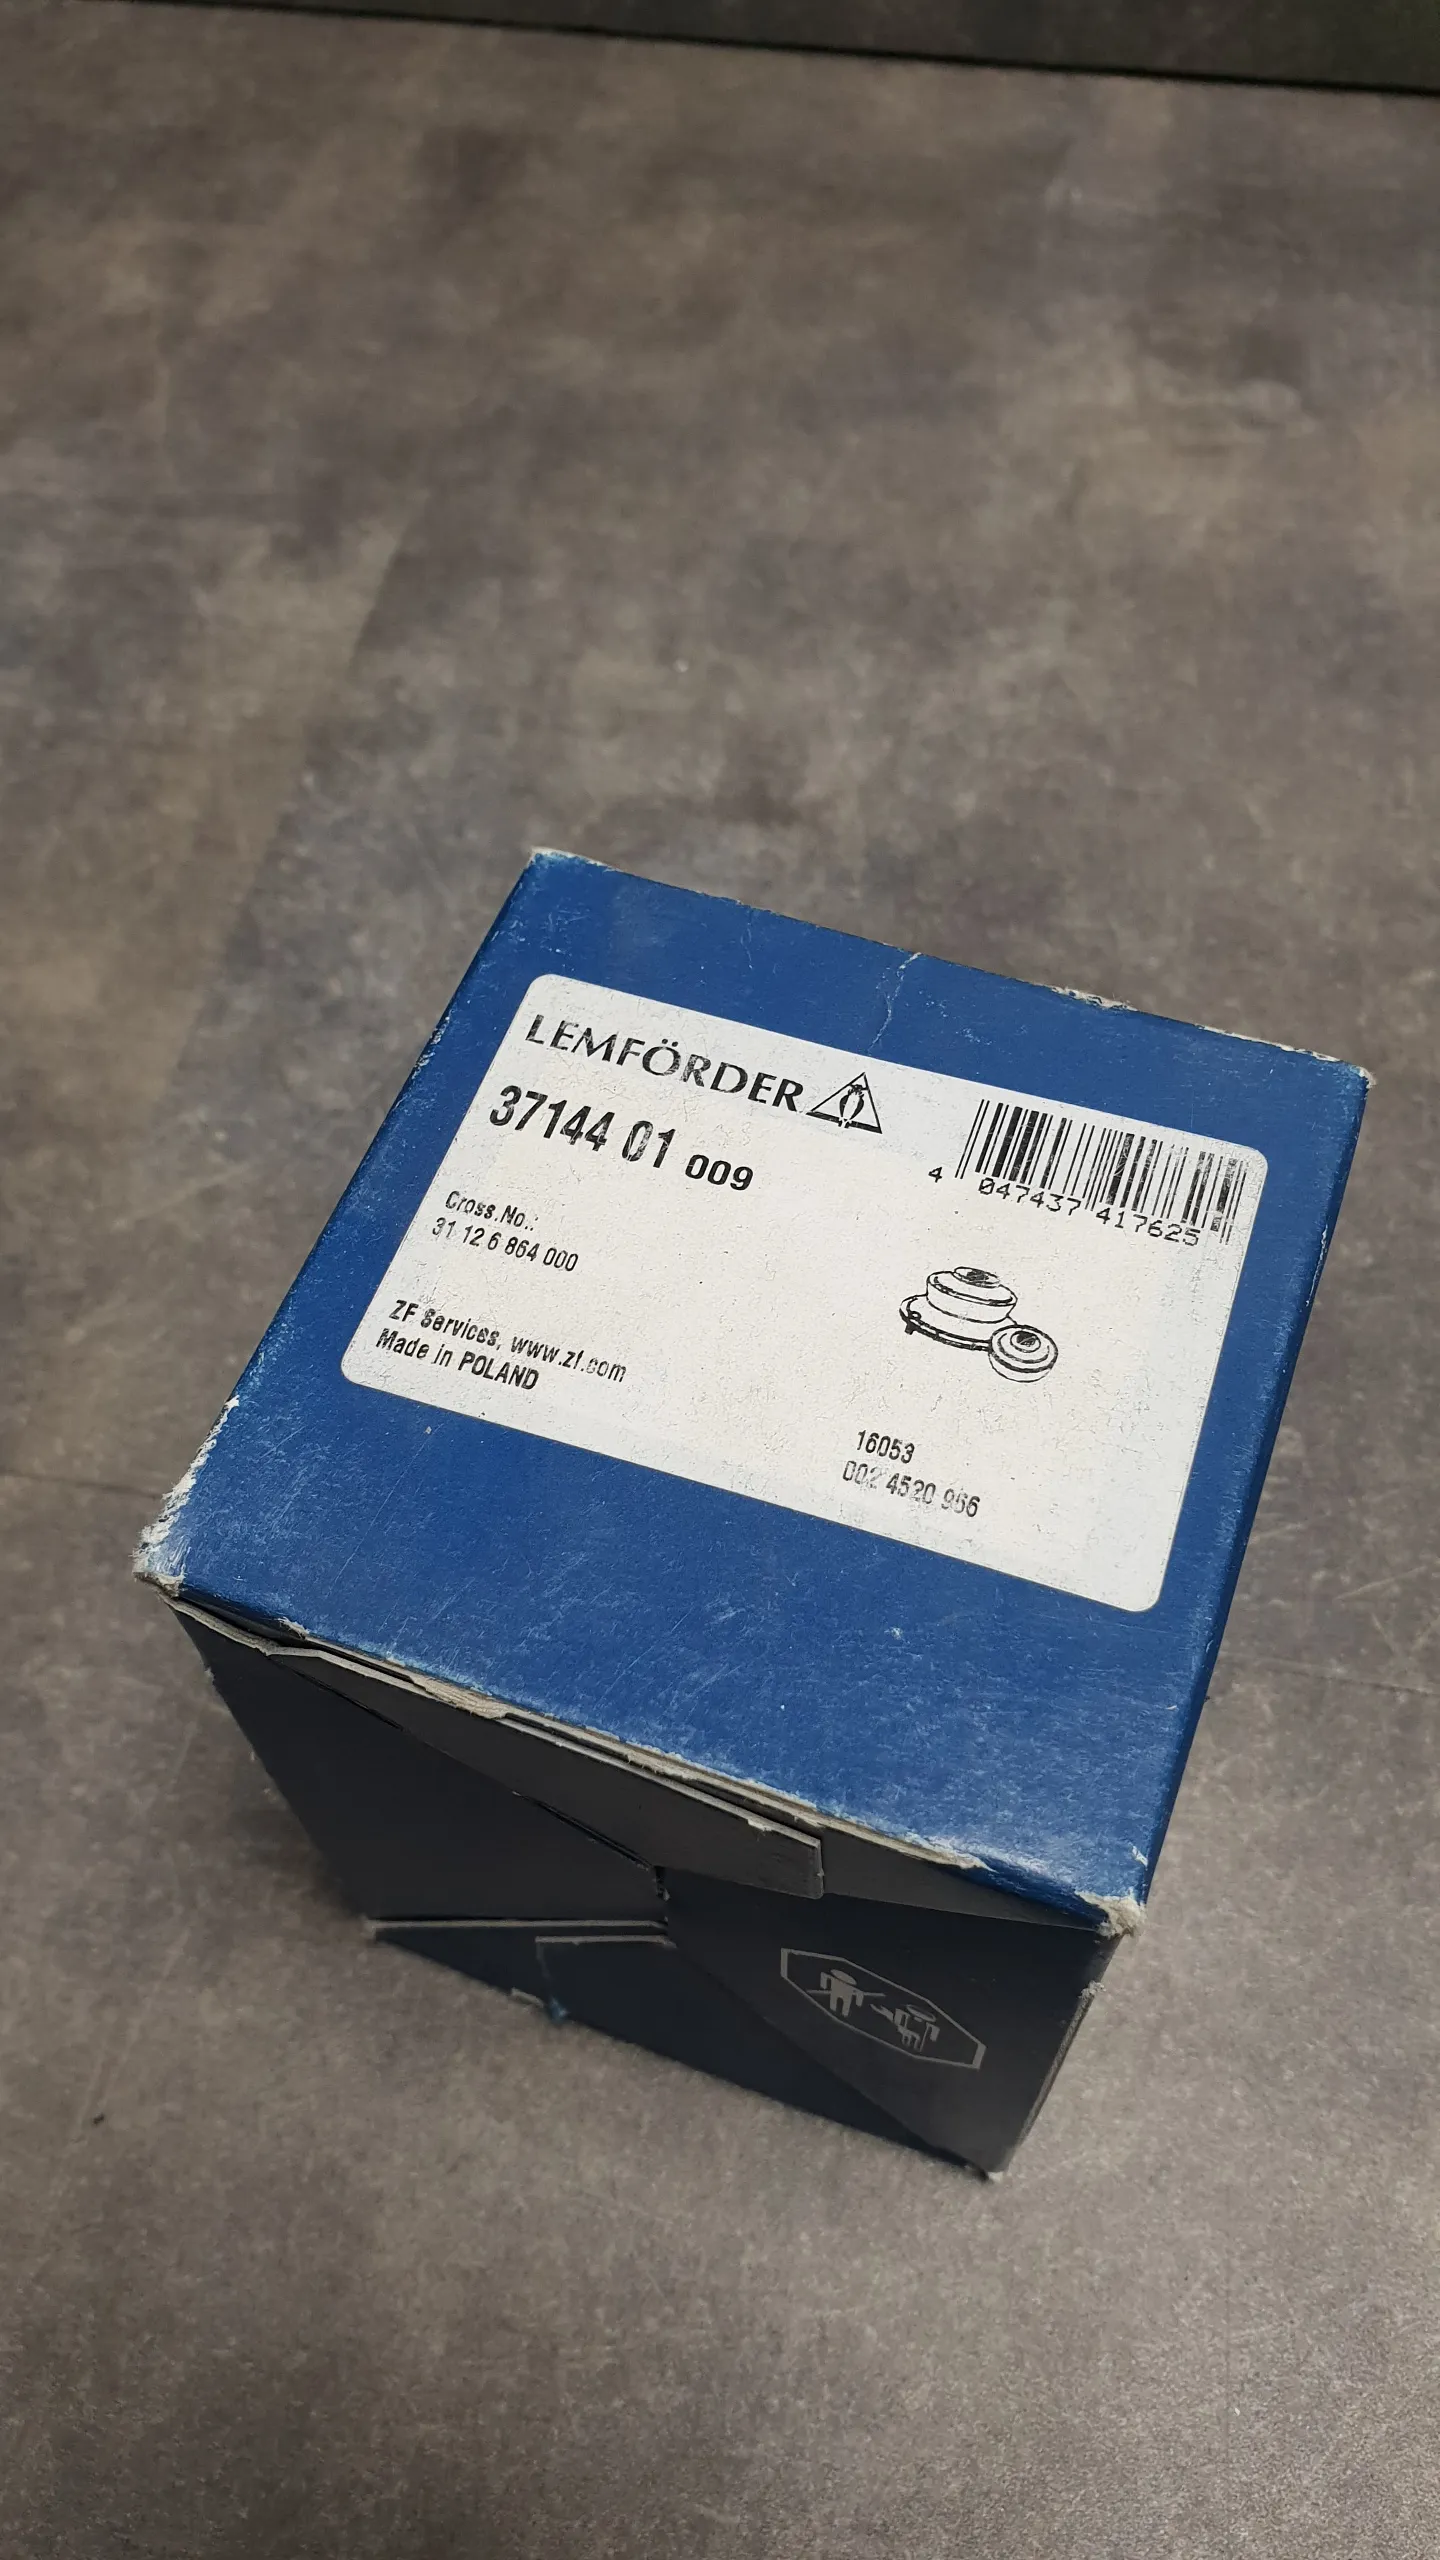 LEMFÖRDER
37144 01 009
4 047437 417625
Cross.No.:
31 12 6 864 000
ZF Services, www.zf.com
Made in POLAND
16053
002 4520 966